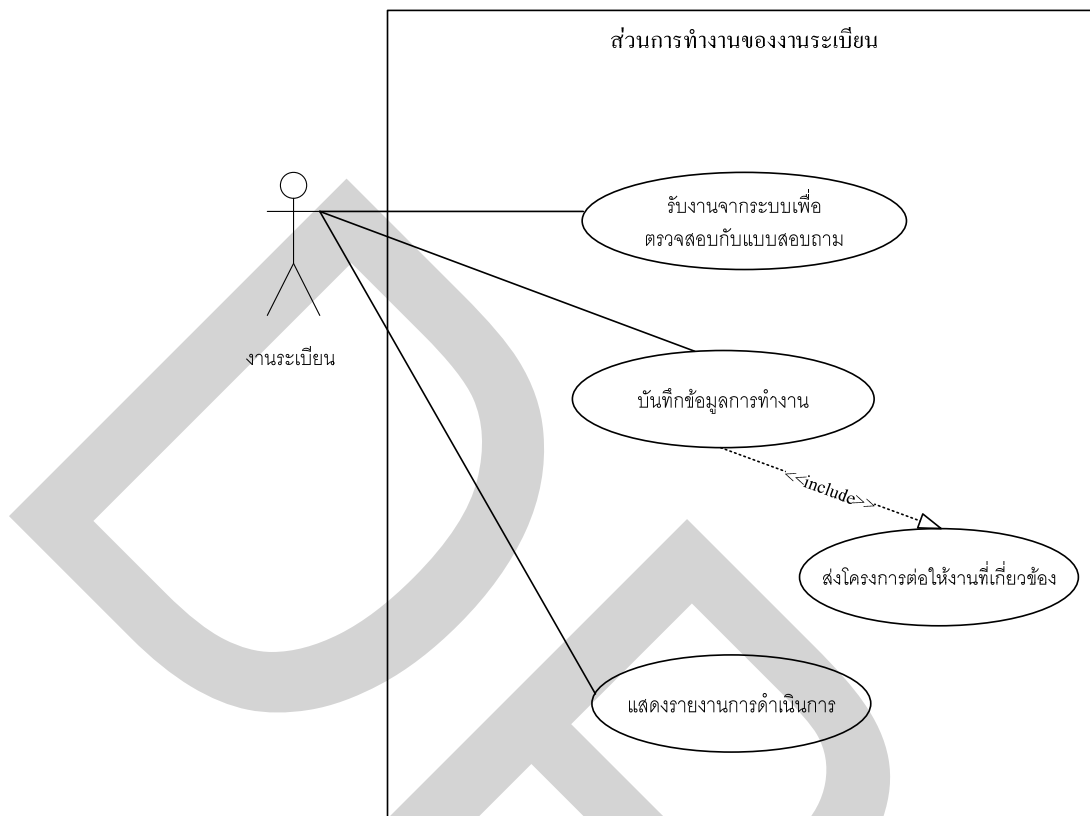 ส่วนการทำงานของงานระเบียน
รับงานจากระบบเพื่อ
ตรวจสอบกับแบบสอบถาม
งานระเบียน
บันทึกข้อมูลการทำงาน
<<include>>
ส่งโครงการต่อให้งานที่เกี่ยวข้อง
แสดงรายงานการดำเนินการ